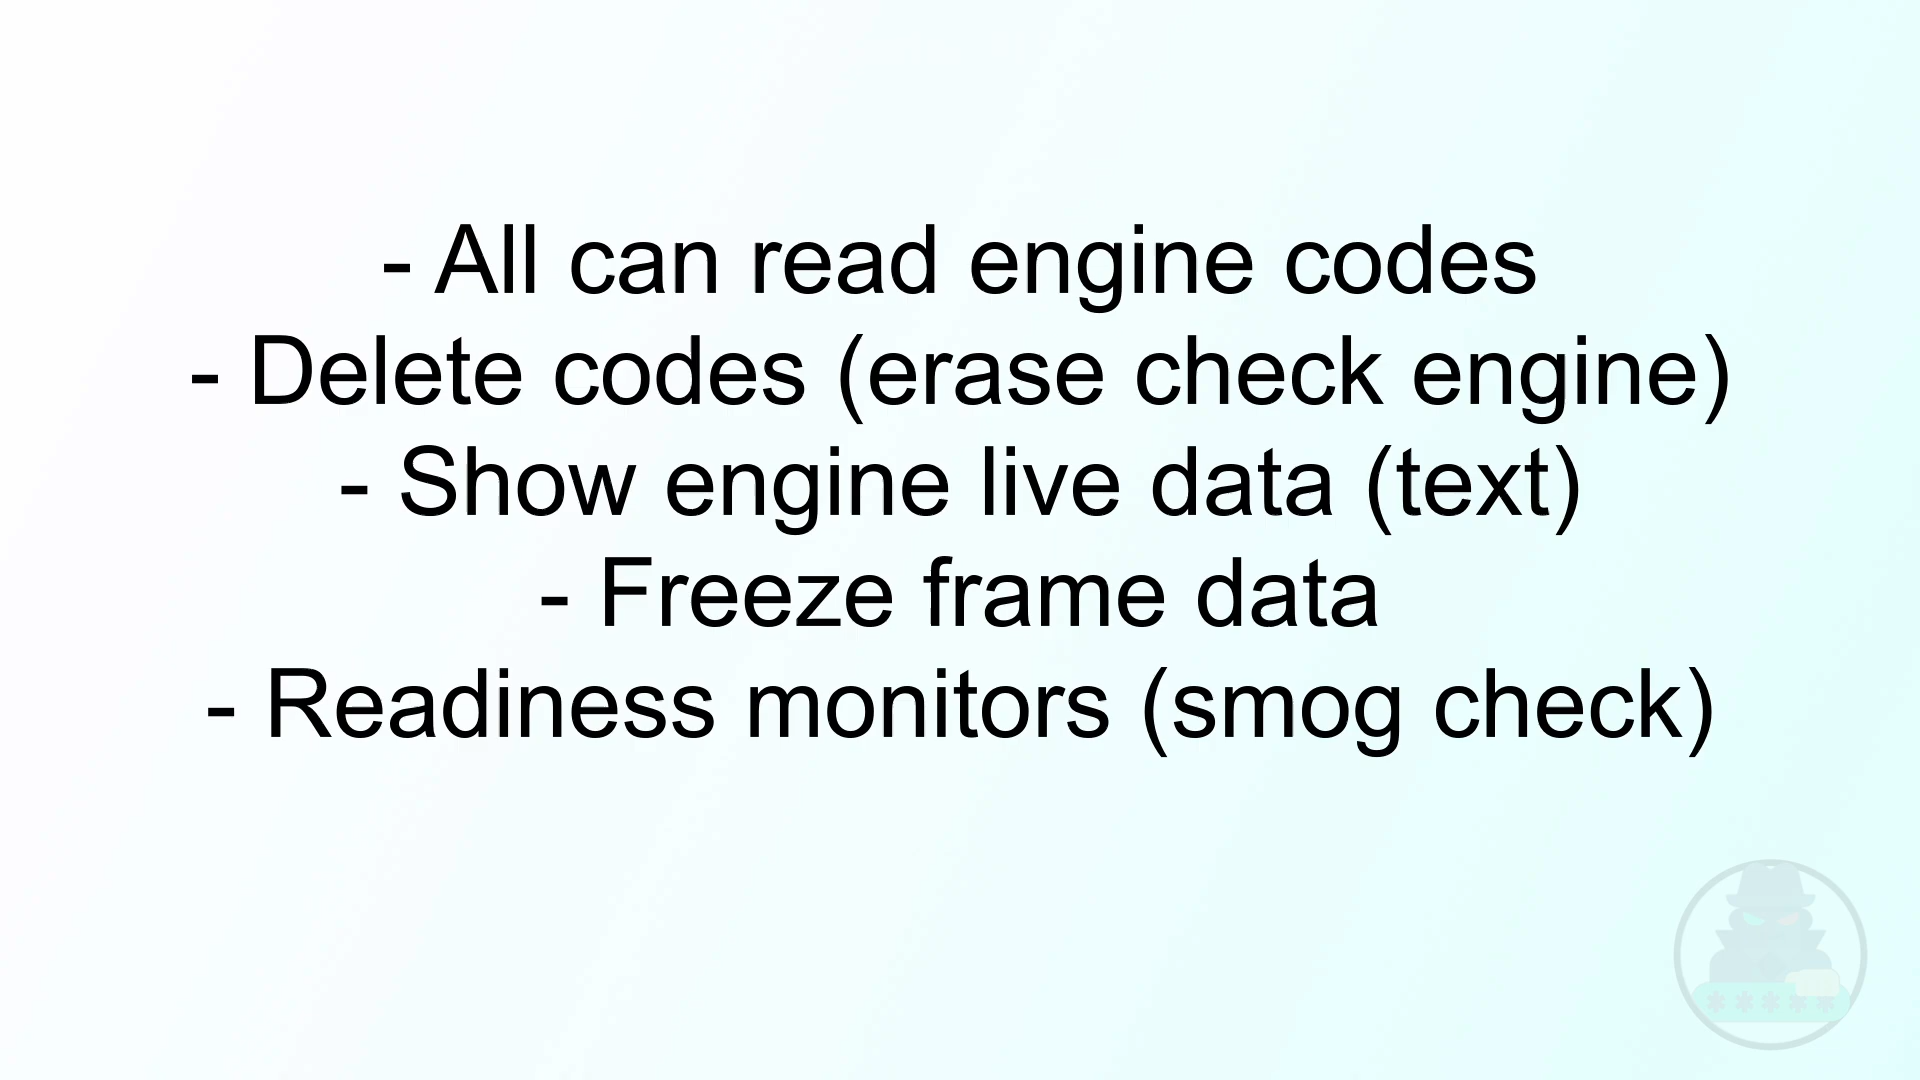 - All can read engine codes
- Delete codes (erase check engine)
- Show engine live data (text)
- Freeze frame data
- Readiness monitors (smog check)